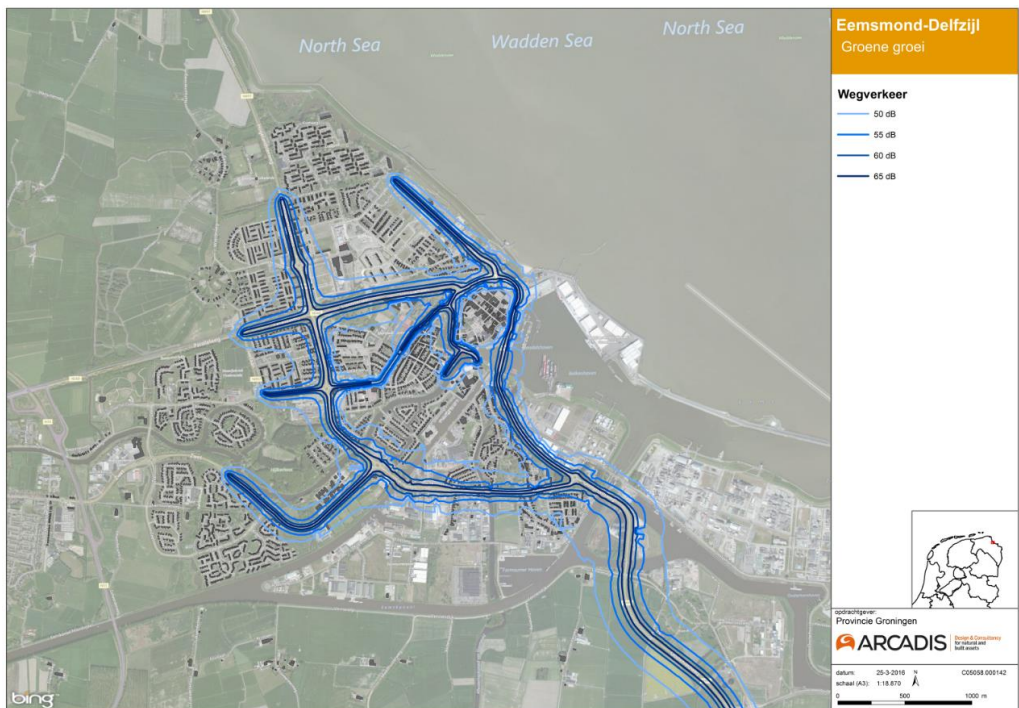 North Sea
Wadden Sea
North Sea
bing
Eemsmond-Delfzijl
Groene groei
Wegverkeer
50 dB
55 dB
60 dB
65 dB
opdrachtgever:
Provincie Groningen
ARCADIS
Design & Consultancy
for natural and
built assets
datum: 25-3-2016 N C05058.000142
schaal (A3): 1:18.670
0 500 1000 m